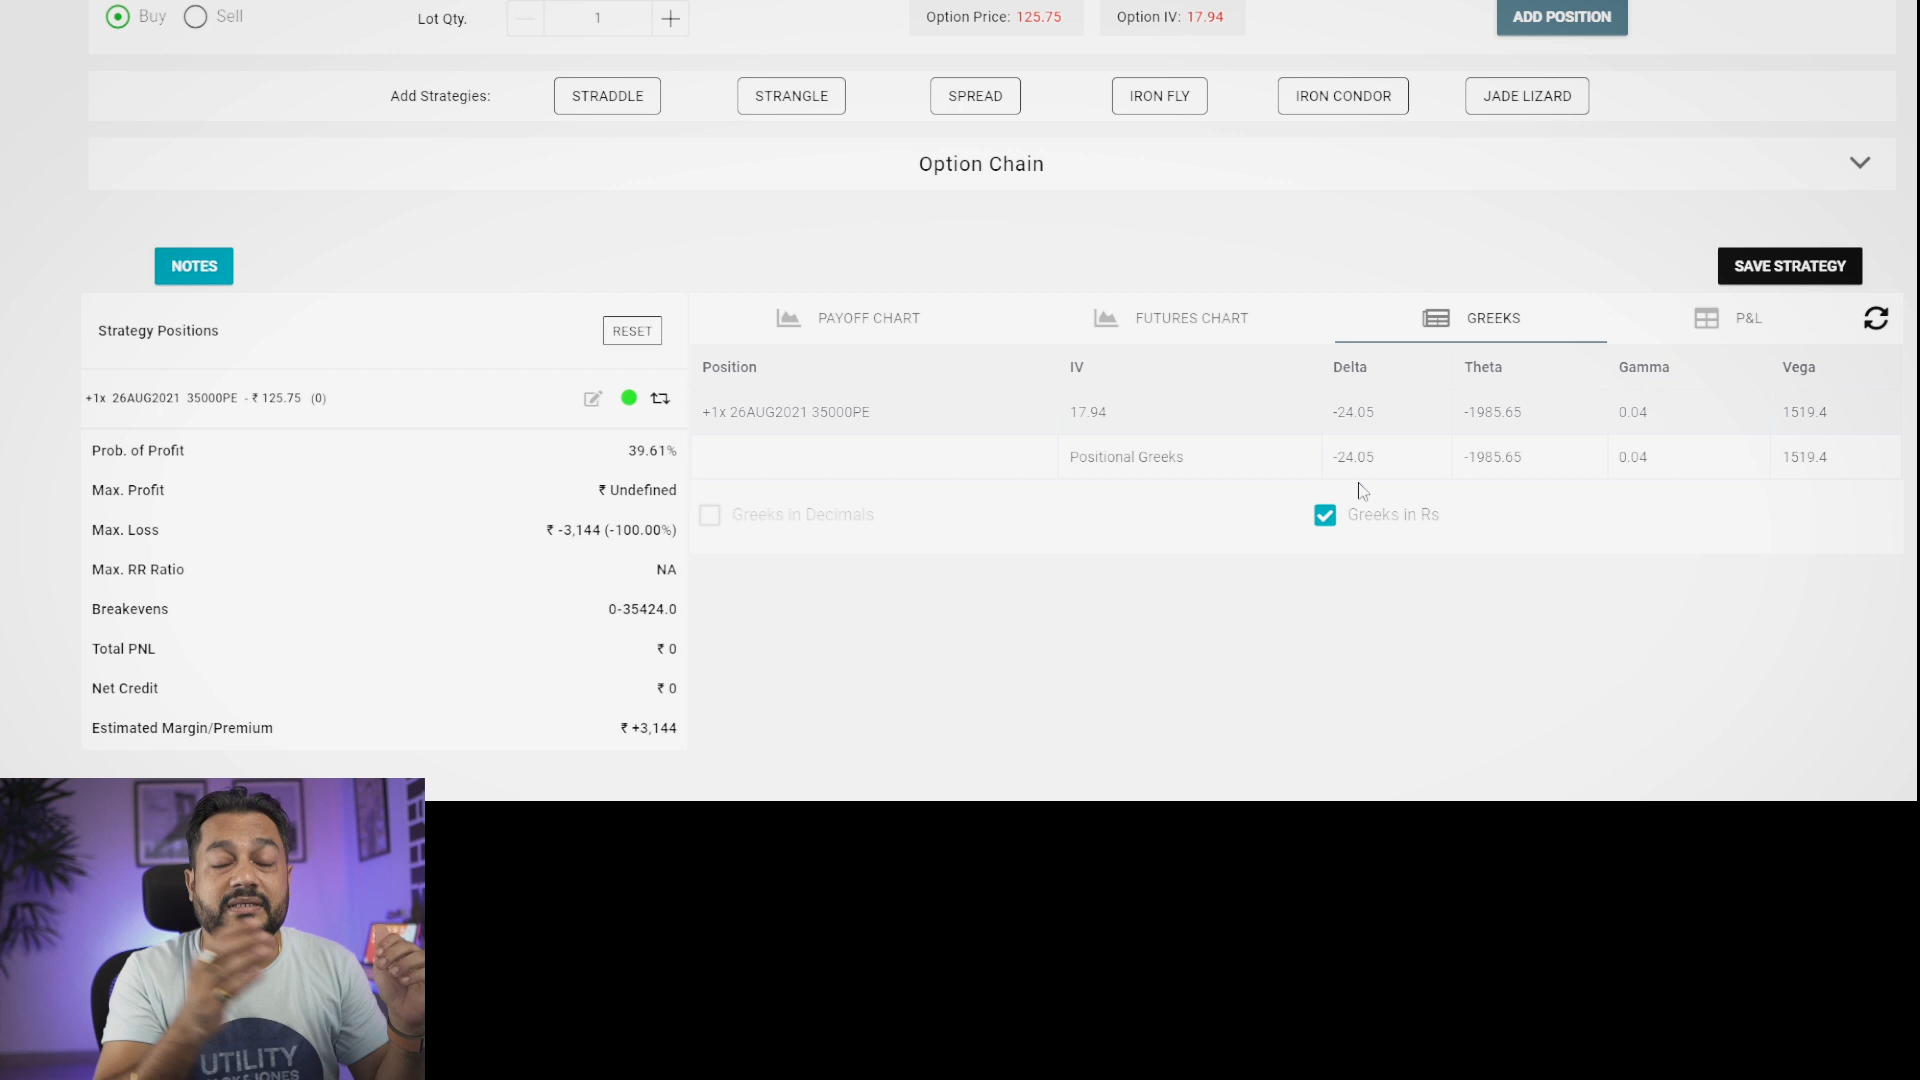 Buy Sell Lot Qty. 1 Option Price: 125.75 Option IV: 17.94 ADD POSITION
Add Strategies: STRADDLE STRANGLE SPREAD IRON FLY IRON CONDOR JADE LIZARD
Option Chain
NOTES SAVE STRATEGY
Strategy Positions RESET
+1x 26AUG2021 35000PE - ₹ 125.75 (0)
Prob. of Profit 39.61%
Max. Profit ₹ Undefined
Max. Loss ₹ -3,144 (-100.00%)
Max. RR Ratio NA
Breakevens 0-35424.0
Total PNL ₹ 0
Net Credit ₹ 0
Estimated Margin/Premium ₹ +3,144
PAYOFF CHART FUTURES CHART GREEKS P&L
Position IV Delta Theta Gamma Vega
+1x 26AUG2021 35000PE 17.94 -24.05 -1985.65 0.04 1519.4
Positional Greeks -24.05 -1985.65 0.04 1519.4
Greeks in Decimals Greeks in Rs
UTILITY
JONES